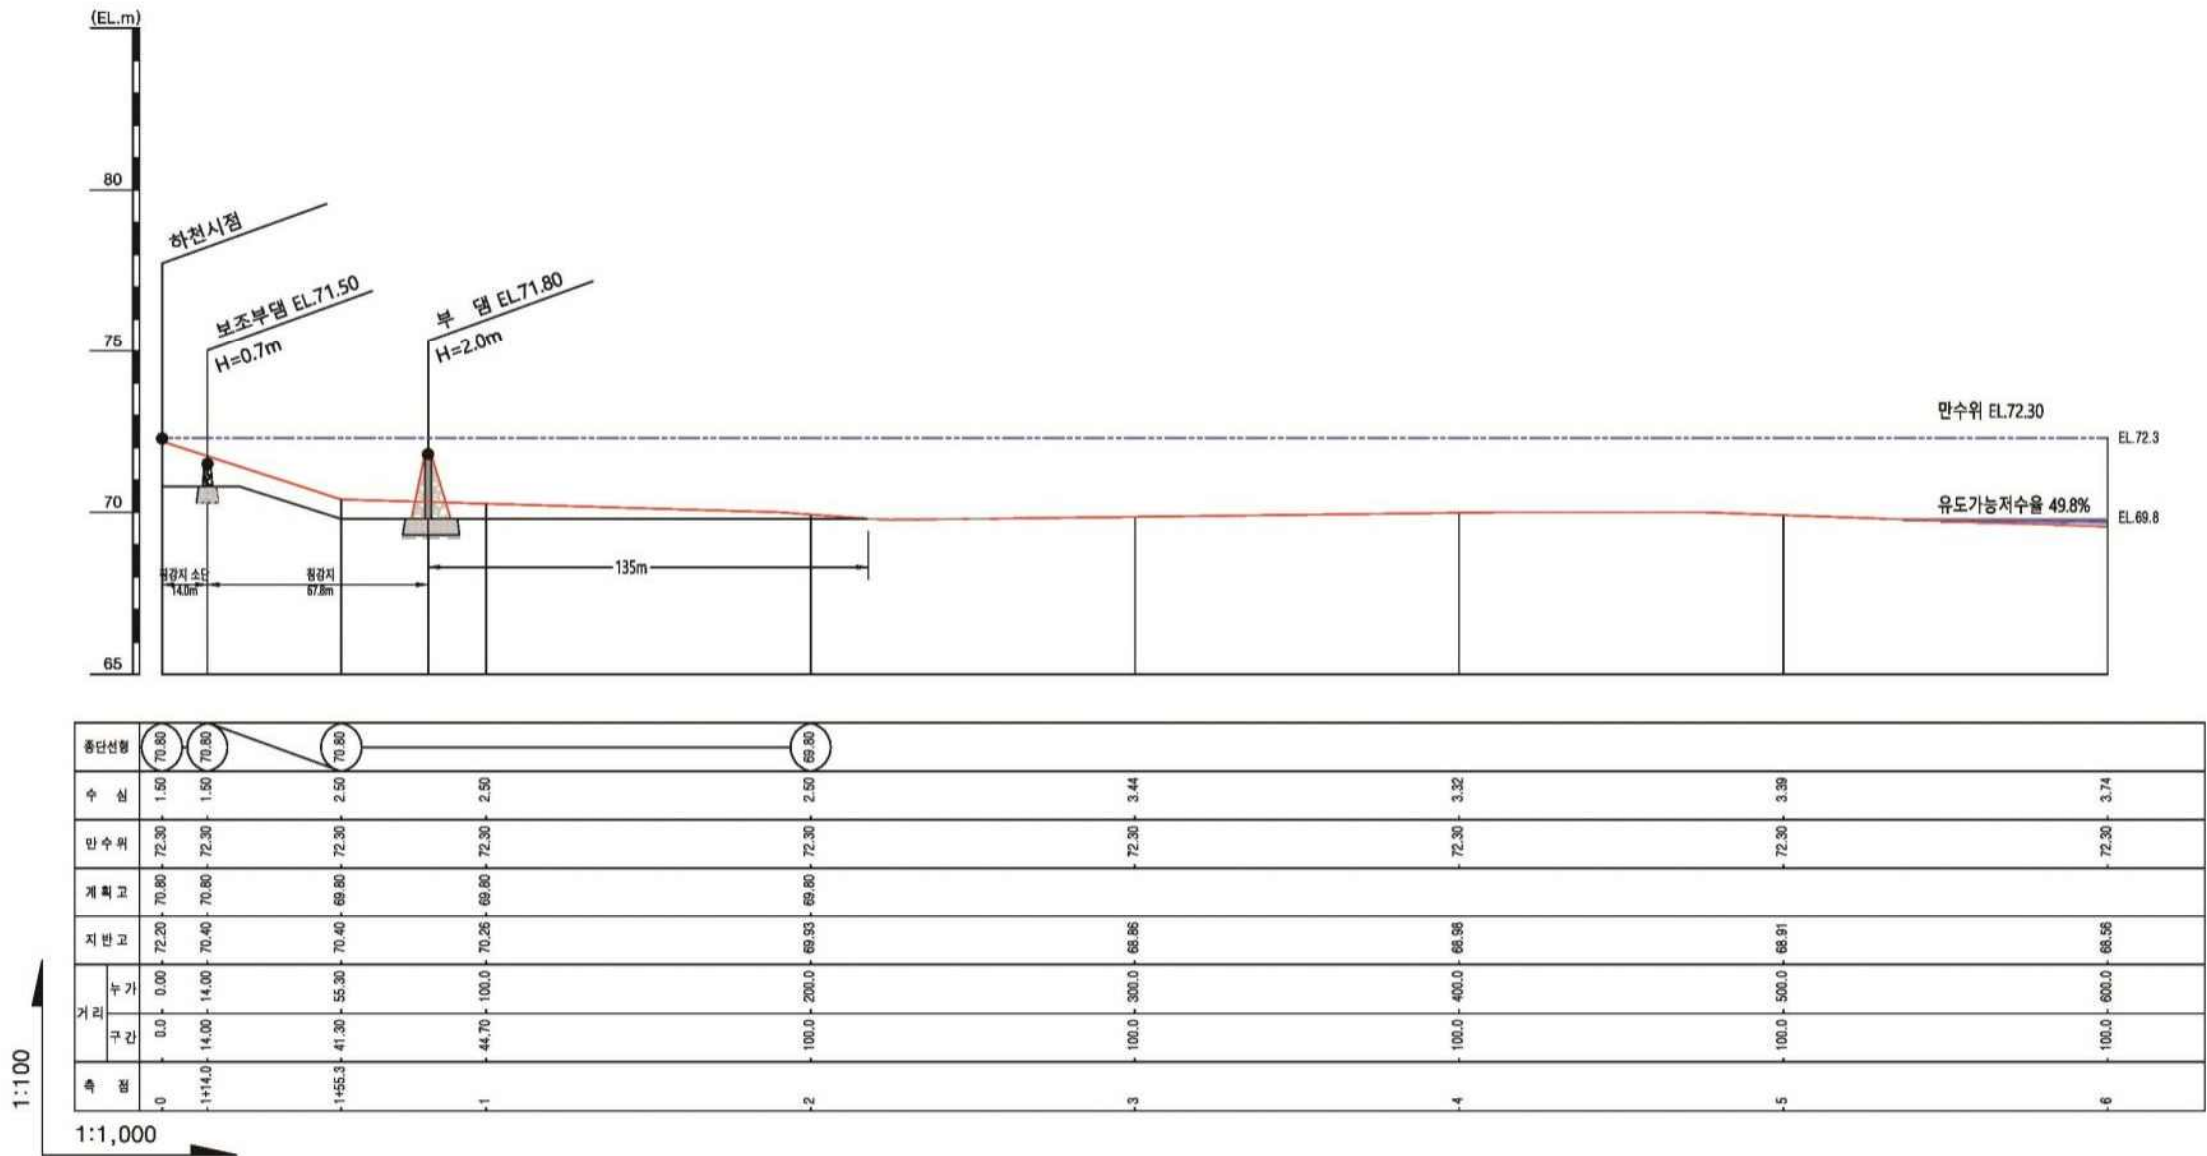 (EL.m)
80
75
70
65
하천시점
보조부댐 EL.71.50
H=0.7m
부 댐 EL.71.80
H=2.0m
만수위 EL.72.30
EL.72.3
유도가능저수율 49.8%
EL.69.8
소단
14.0m
침강지
67.8m
135m
종단선형 70.80 70.80 70.80 69.80
수 심 1.50 1.50 2.50 2.50 2.50 3.44 3.32 3.39 3.74
만수위 72.30 72.30 72.30 72.30 72.30 72.30 72.30 72.30 72.30
계획고 70.80 70.80 69.80 69.80 69.80
지반고 72.20 70.40 70.40 70.26 69.93 68.86 68.98 68.91 68.56
거리
누가 0.00 14.00 55.30 100.0 200.0 300.0 400.0 500.0 600.0
구간 0.0 14.00 41.30 44.70 100.0 100.0 100.0 100.0 100.0
측 점 0 1+14.0 1+55.3 1 2 3 4 5 6
1:100
1:1,000